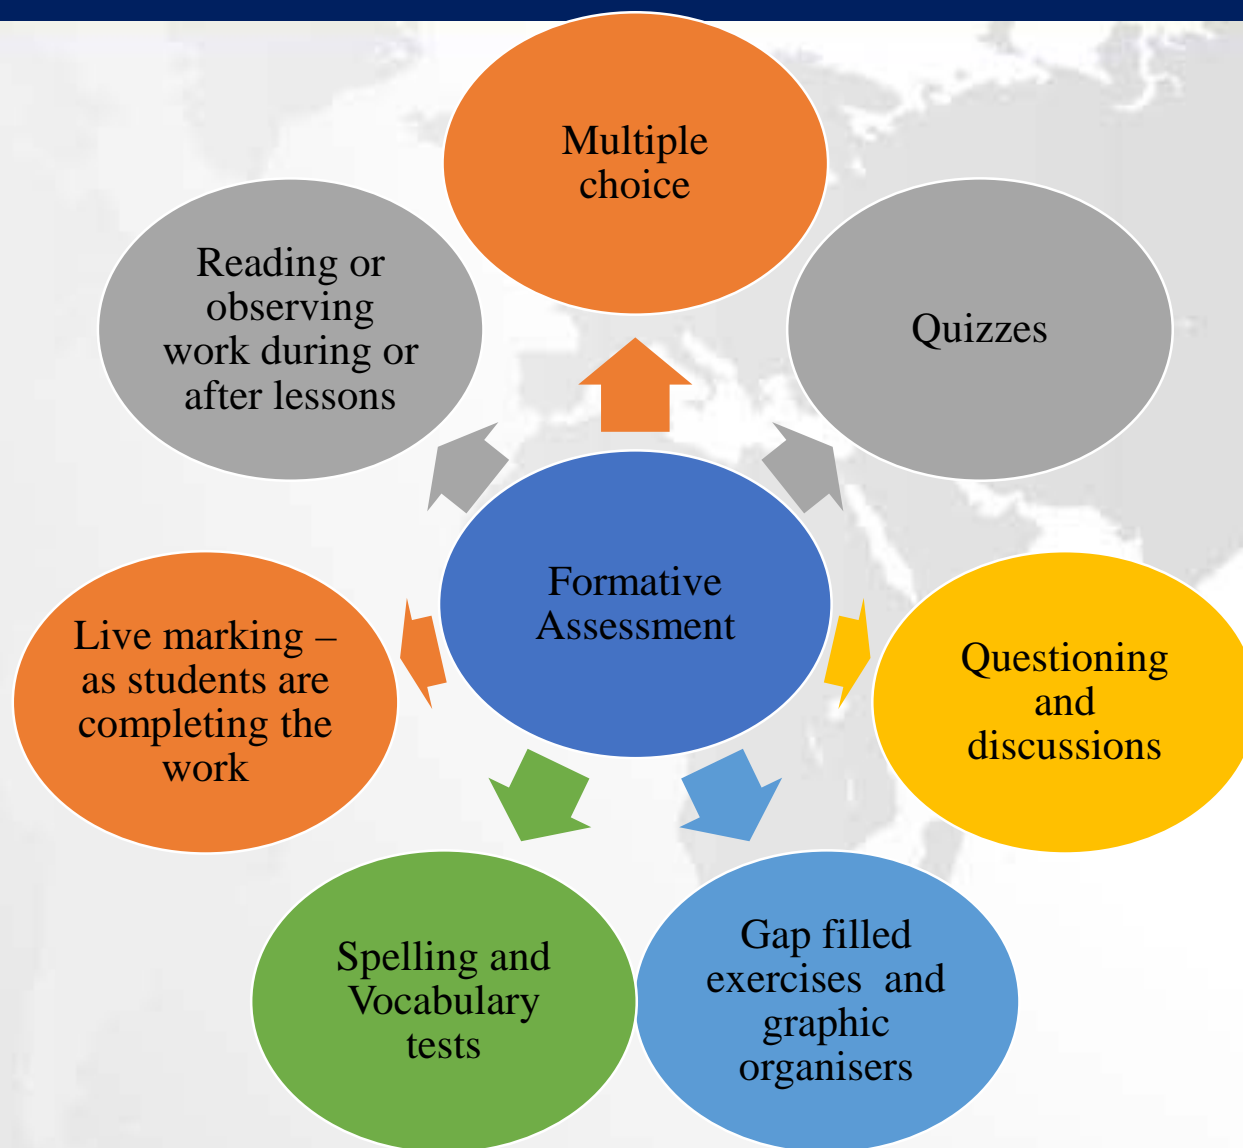 Multiple
choice
Quizzes
Questioning
and
discussions
Gap filled
exercises  and
graphic
organisers
Spelling and
Vocabulary
tests
Live marking –
as students are
completing the
work
Reading or
observing
work during or
after lessons
Formative
Assessment